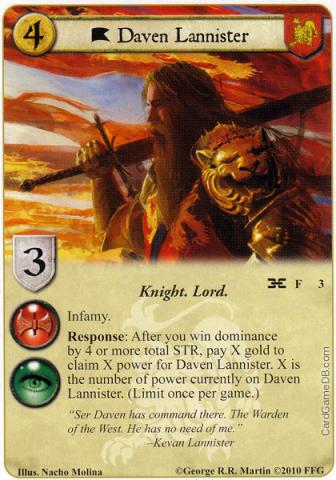 4
Daven Lannister
3
Knight. Lord.
F 3
Infamy.
Response: After you win dominance
by 4 or more total STR, pay X gold to
claim X power for Daven Lannister. X is
the number of power currently on Daven
Lannister. (Limit once per game.)
“Ser Daven has command there. The Warden
of the West. He has no need of me.”
–Kevan Lannister
CardGameDB.com
Illus. Nacho Molina
©George R.R. Martin ©2010 FFG